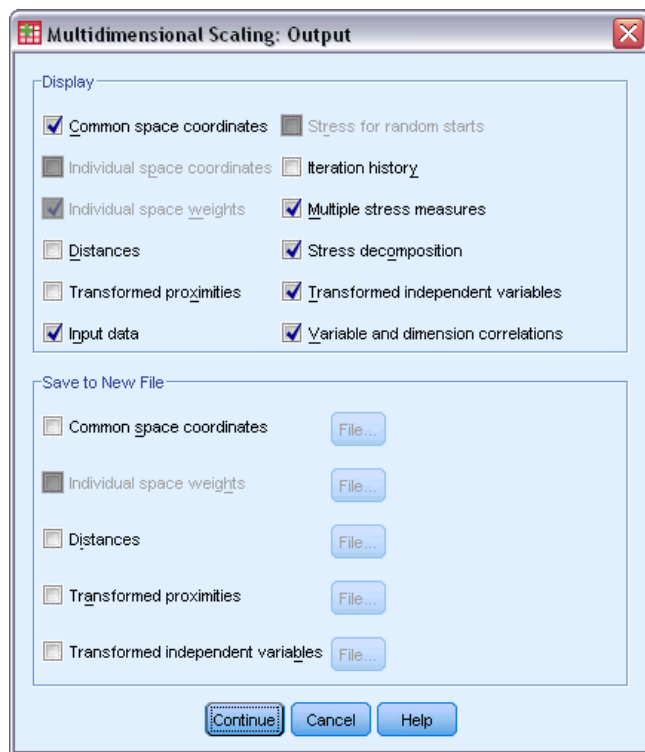 Multidimensional Scaling: Output
Display
Common space coordinates
Stress for random starts
Individual space coordinates
Iteration history
Individual space weights
Multiple stress measures
Distances
Stress decomposition
Transformed proximities
Transformed independent variables
Input data
Variable and dimension correlations
Save to New File
Common space coordinates
File...
Individual space weights
File...
Distances
File...
Transformed proximities
File...
Transformed independent variables
File...
Continue
Cancel
Help